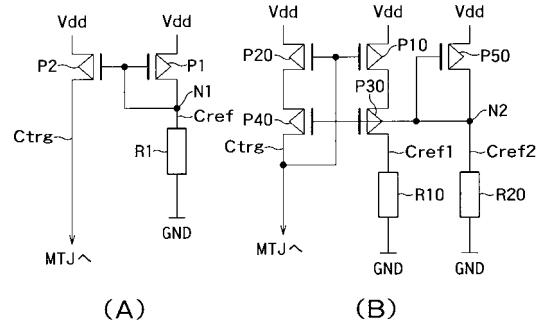 Vdd Vdd
P2 P1
N1
Cref
Ctrg
R1
GND
MTJへ
(A)
Vdd Vdd Vdd
P20 P10 P50
P30
P40 N2
Ctrg Cref1 Cref2
R10 R20
GND GND
MTJへ
(B)